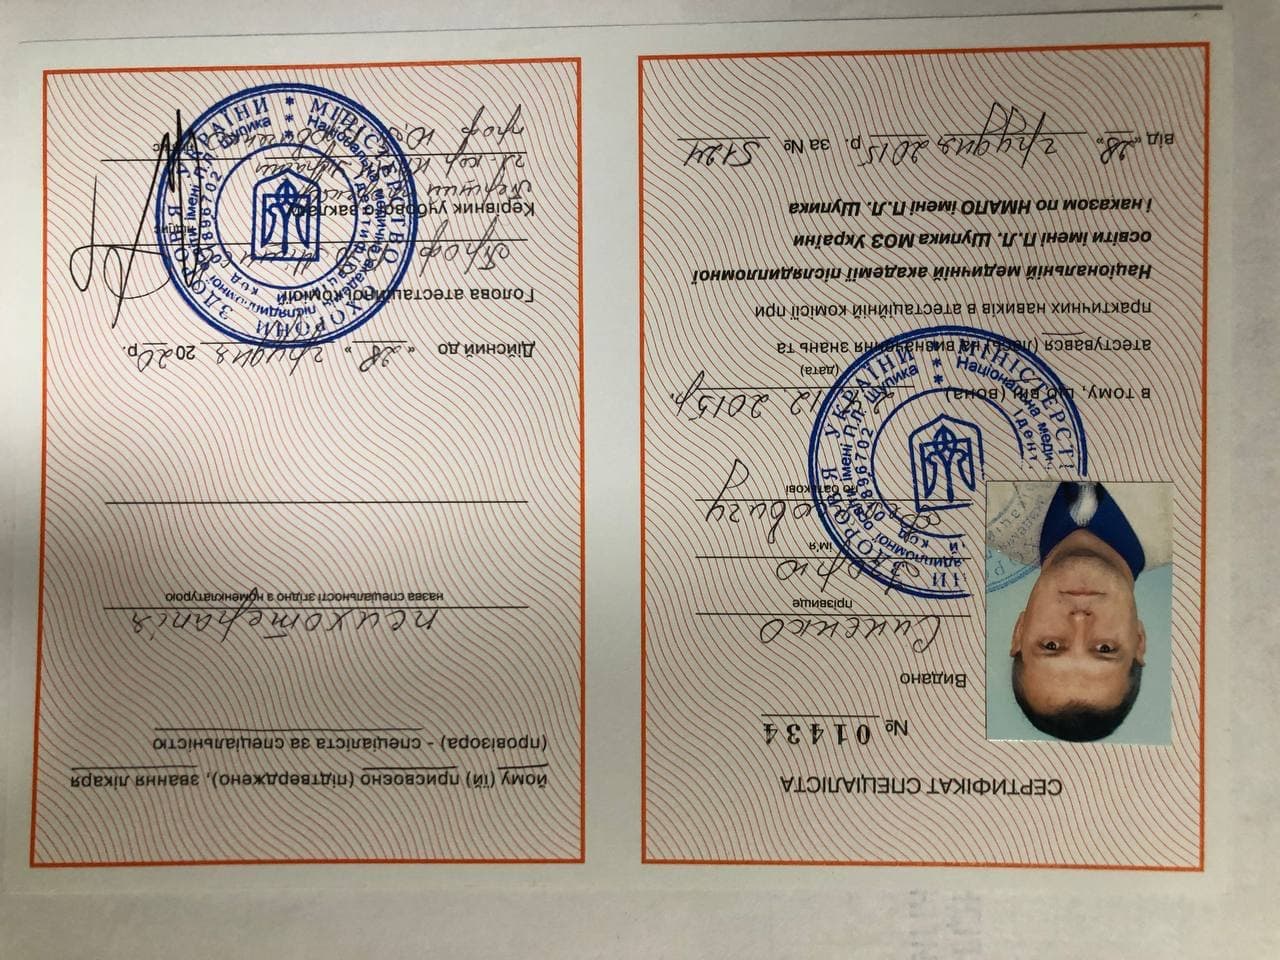 СЕРТИФІКАТ СПЕЦІАЛІСТА
№ 01434
Видано
Синєнко
прізвище
Ігорю
ім'я
по батькові
в тому, що він (вона) 24.12.2015р.
(дата)
атестувався (лась) на визначення знань та
практичних навиків в атестаційній комісії при
Національній медичній академії післядипломної
освіти імені П.Л. Шупика МОЗ України
і наказом по НМАПО імені П.Л. Шупика
від «28» грудня 2015 р. за № 5124
йому (їй) присвоєно (підтверджено), звання лікаря
(провізора) - спеціаліста за спеціальністю
психотерапія
назва спеціальності згідно з номенклатурою
Дійсний до «28» грудня 2020р.
Голова атестаційної комісії
Проф.
підпис
Керівник учбового закладу
Перший проректор
чл-кор НАМН України
підпис
проф Ю.
МІНІСТЕРСТВО ОХОРОНИ ЗДОРОВ'Я УКРАЇНИ
Національна медична академія післядипломної освіти імені П.Л. Шупика
Ідентифікаційний код 01896702